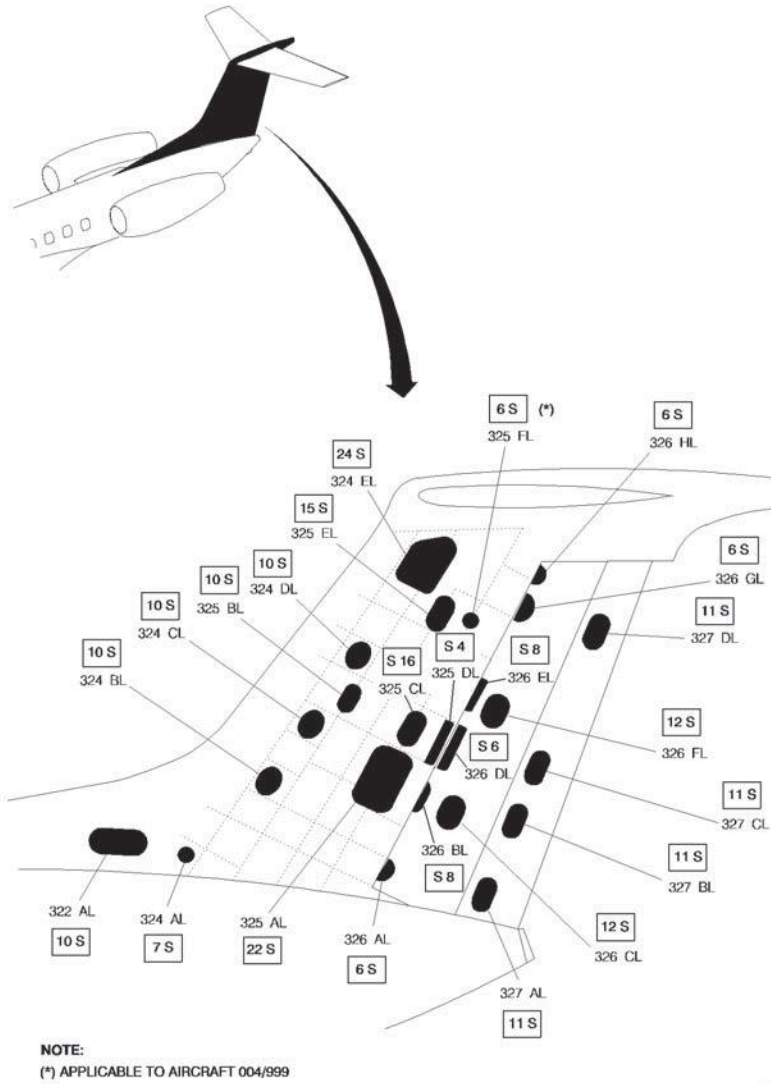 6 S (*)
325 FL
6 S
326 HL
24 S
324 EL
15 S
325 EL
10 S
324 DL
6 S
326 GL
10 S
325 BL
11 S
327 DL
10 S
324 CL
S 4
325 DL
S 8
326 EL
10 S
324 BL
S 16
325 CL
12 S
326 FL
S 6
326 DL
11 S
327 CL
326 BL
S 8
11 S
327 BL
322 AL
10 S
324 AL
7 S
325 AL
22 S
326 AL
6 S
12 S
326 CL
327 AL
11 S
NOTE:
(*) APPLICABLE TO AIRCRAFT 004/999